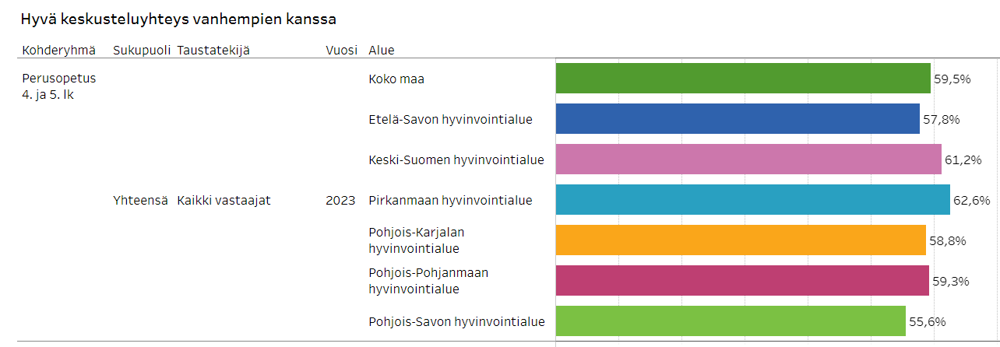 Hyvä keskusteluyhteys vanhempien kanssa
Kohderyhmä Sukupuoli Taustatekijä Vuosi Alue
Perusopetus
4. ja 5. lk
Koko maa 59,5%
Etelä-Savon hyvinvointialue 57,8%
Keski-Suomen hyvinvointialue 61,2%
Yhteensä Kaikki vastaajat 2023 Pirkanmaan hyvinvointialue 62,6%
Pohjois-Karjalan
hyvinvointialue 58,8%
Pohjois-Pohjanmaan
hyvinvointialue 59,3%
Pohjois-Savon hyvinvointialue 55,6%